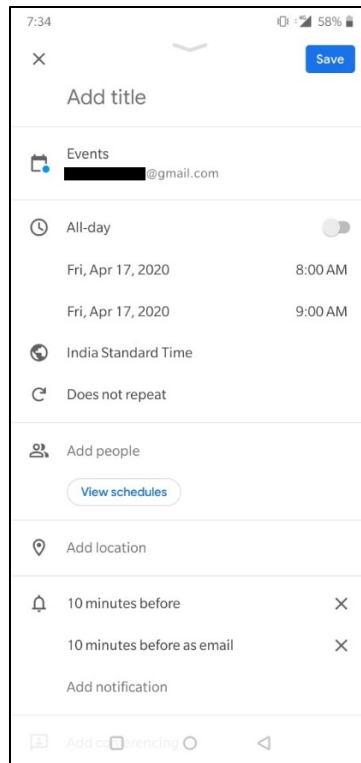 7:34 58%
Save
Add title
Events
@gmail.com
All-day
Fri, Apr 17, 2020 8:00 AM
Fri, Apr 17, 2020 9:00 AM
India Standard Time
Does not repeat
Add people
View schedules
Add location
10 minutes before
10 minutes before as email
Add notification
Add conferencing